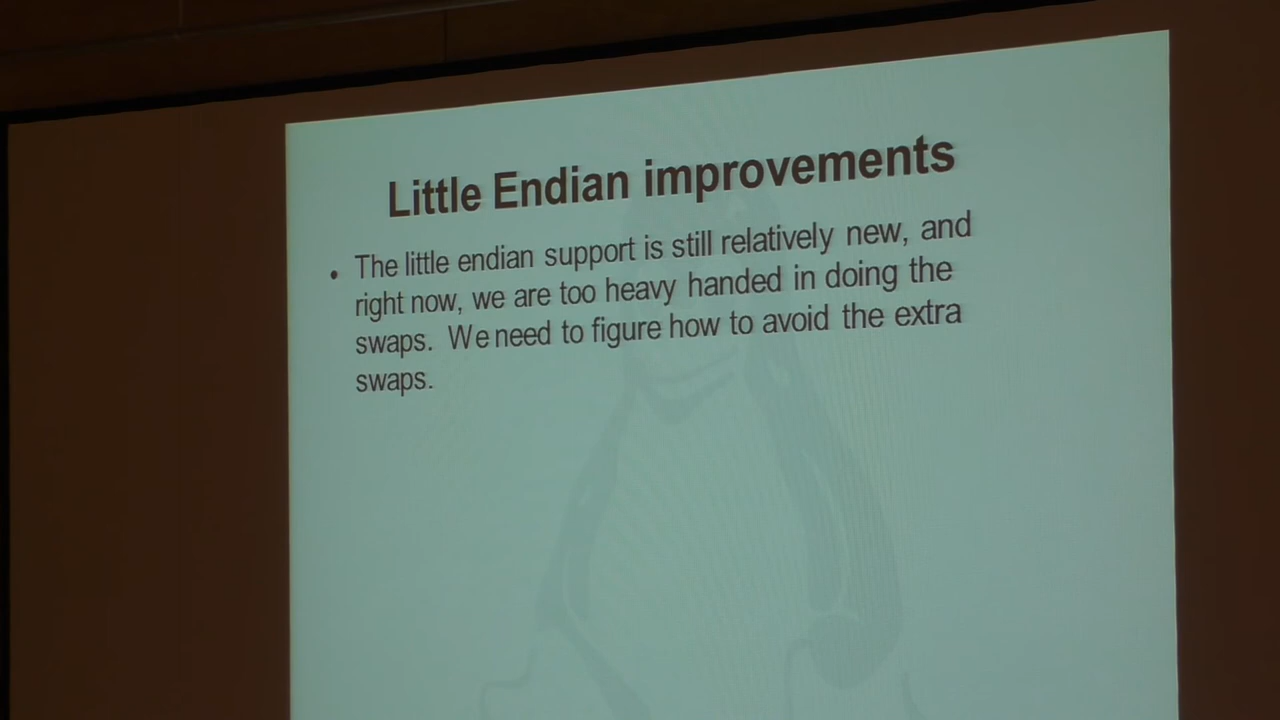 Little Endian improvements
• The little endian support is still relatively new, and
right now, we are too heavy handed in doing the
swaps. We need to figure how to avoid the extra
swaps.